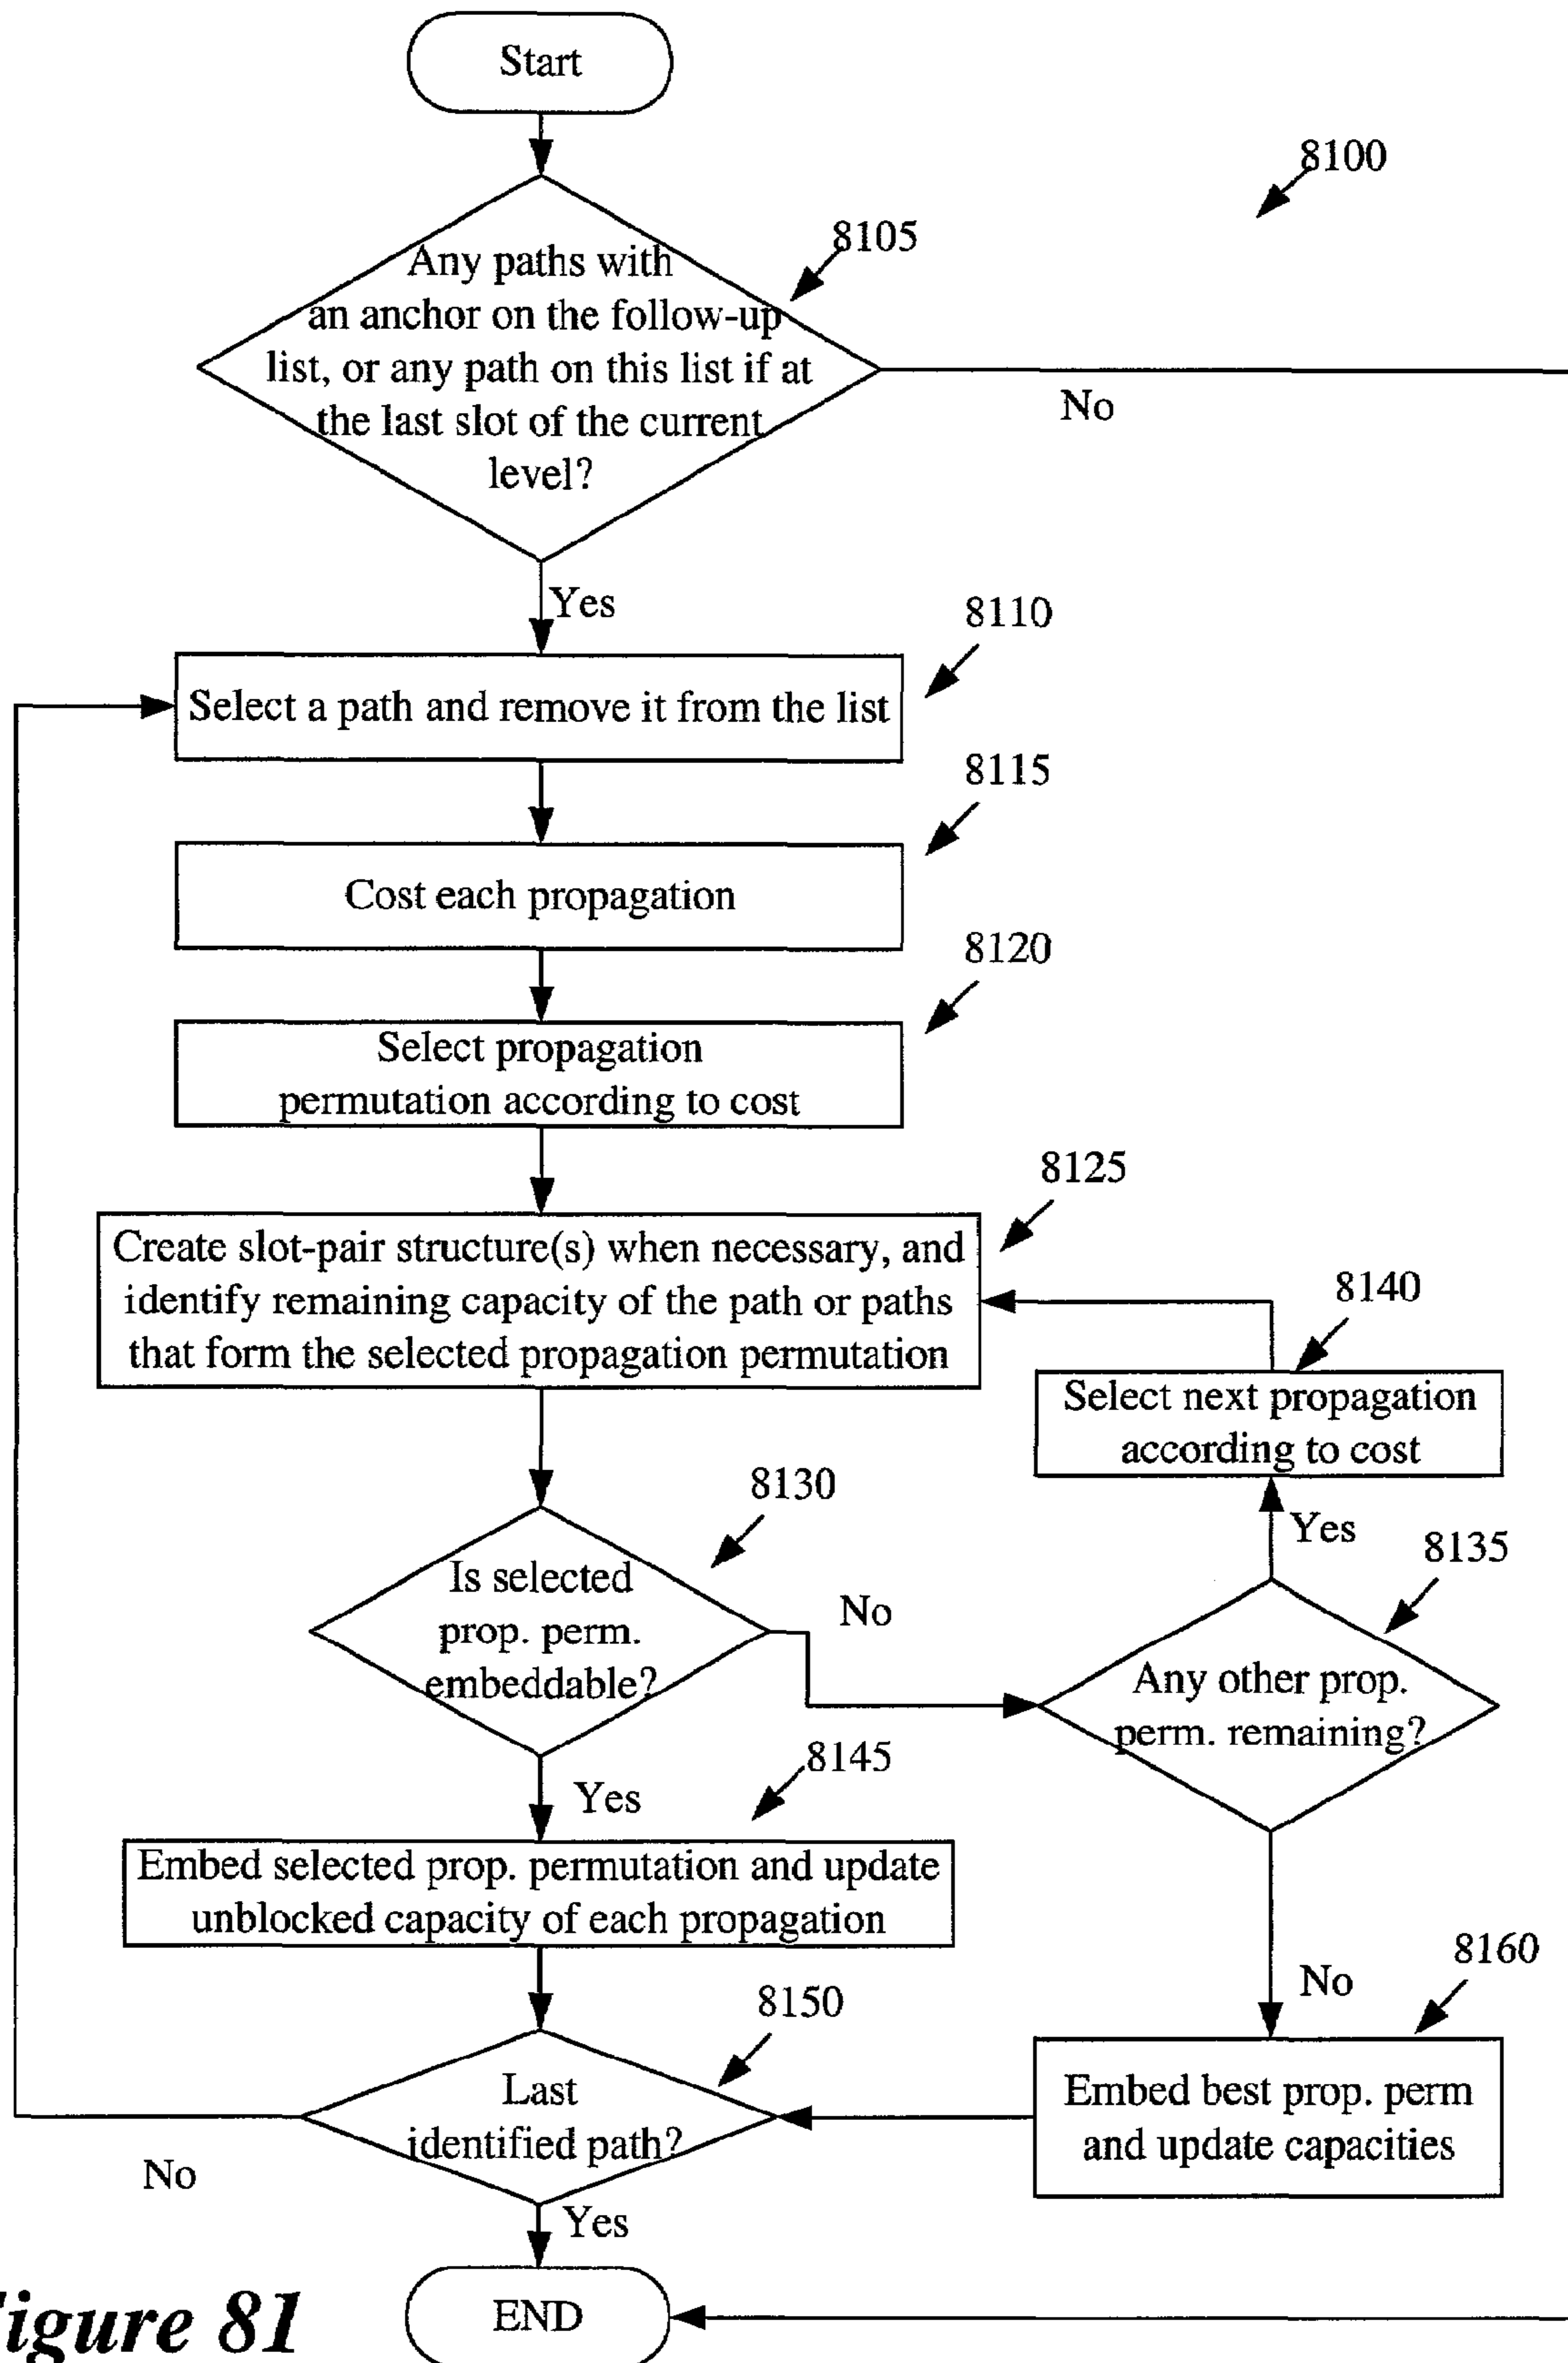 Start
8100
8105
Any paths with
an anchor on the follow-up
list, or any path on this list if at
the last slot of the current
level?
No
Yes
8110
Select a path and remove it from the list
8115
Cost each propagation
8120
Select propagation
permutation according to cost
8125
Create slot-pair structure(s) when necessary, and
identify remaining capacity of the path or paths
that form the selected propagation permutation
8140
Select next propagation
according to cost
8130
Is selected
prop. perm.
embeddable?
No
Yes
8135
Any other prop.
perm. remaining?
8145
Yes
Embed selected prop. permutation and update
unblocked capacity of each propagation
8160
No
8150
Last
identified path?
Embed best prop. perm
and update capacities
No
Yes
END
igure 81